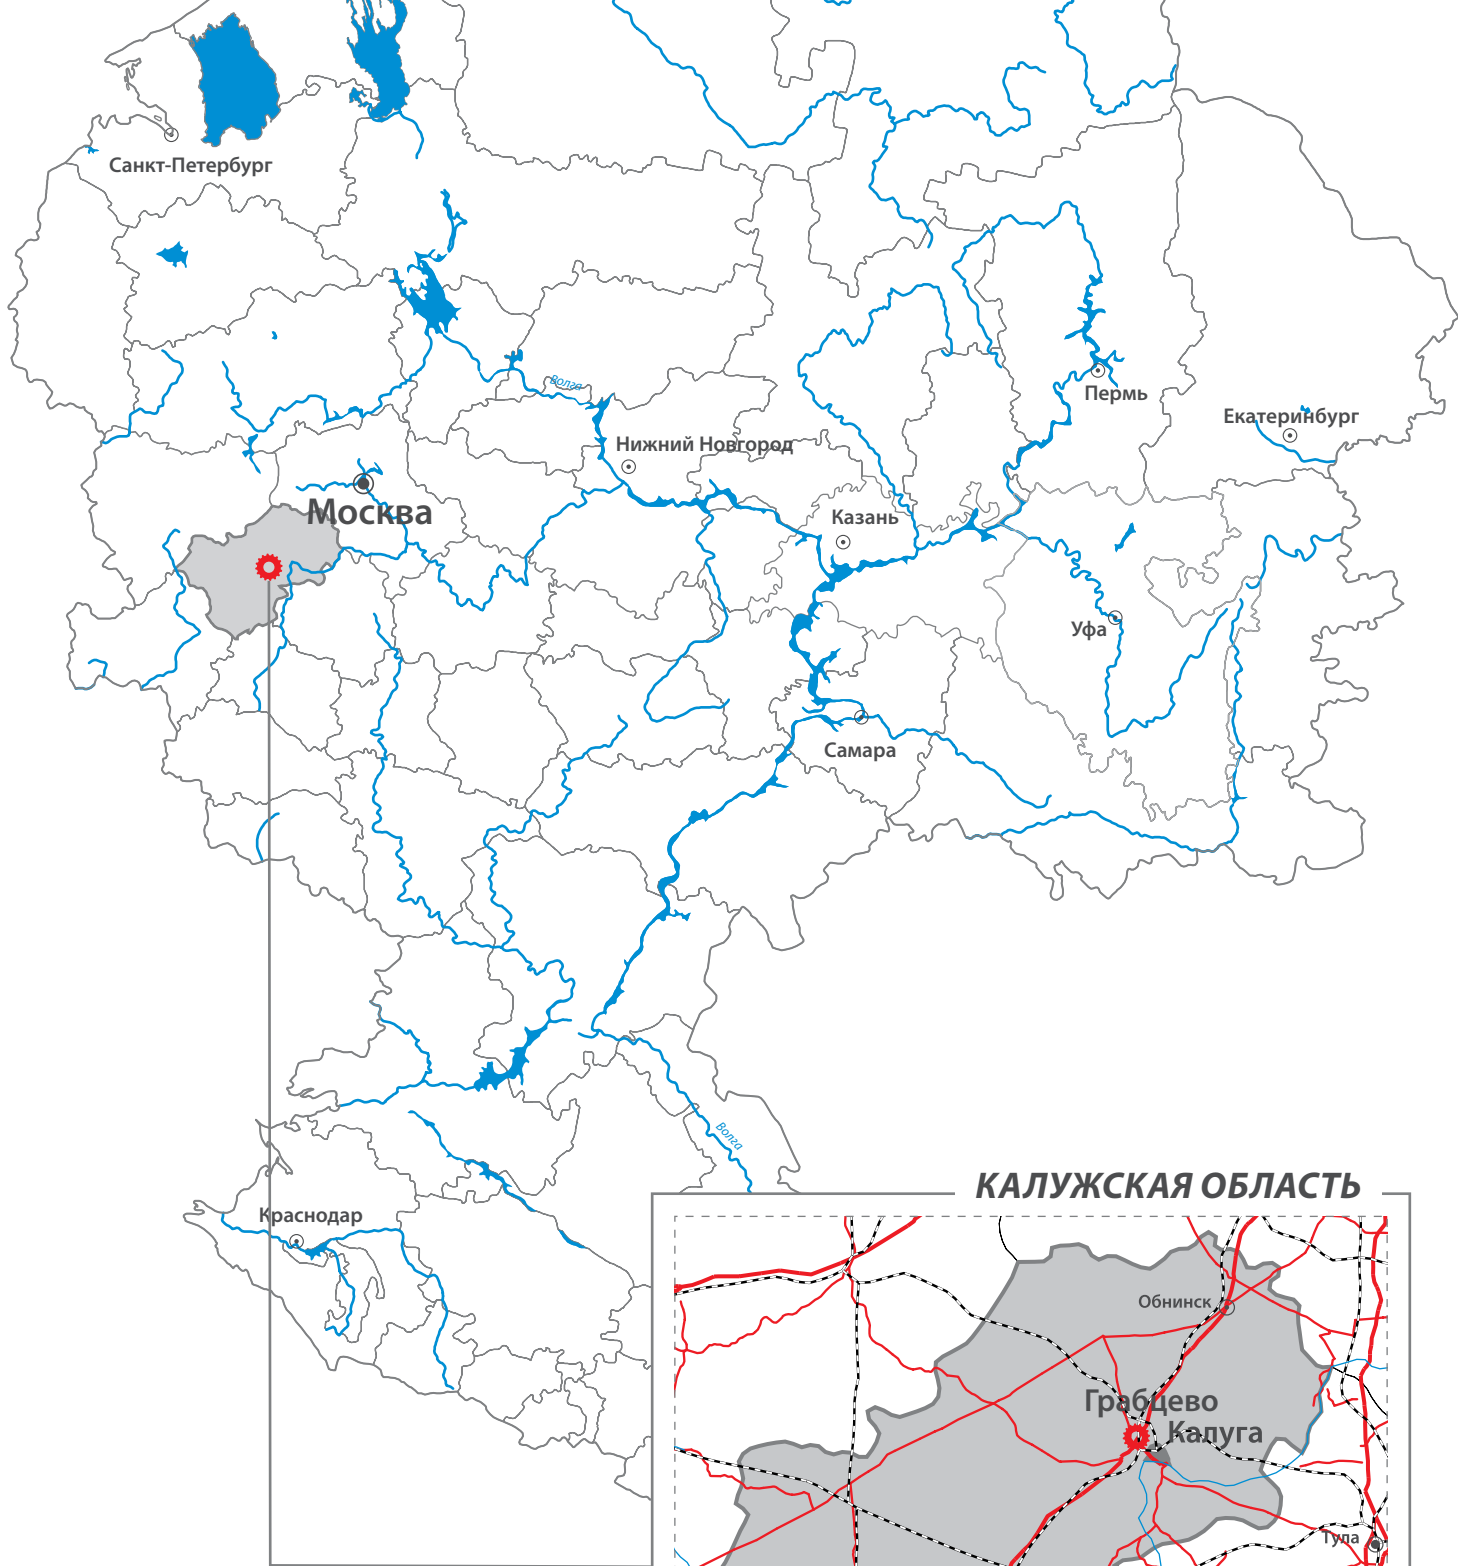 Санкт-Петербург
Волга
Пермь
Екатеринбург
Нижний Новгород
Москва
Казань
Уфа
Самара
Волга
КАЛУЖСКАЯ ОБЛАСТЬ
Краснодар
Обнинск
Грабцево
Калуга
Тула